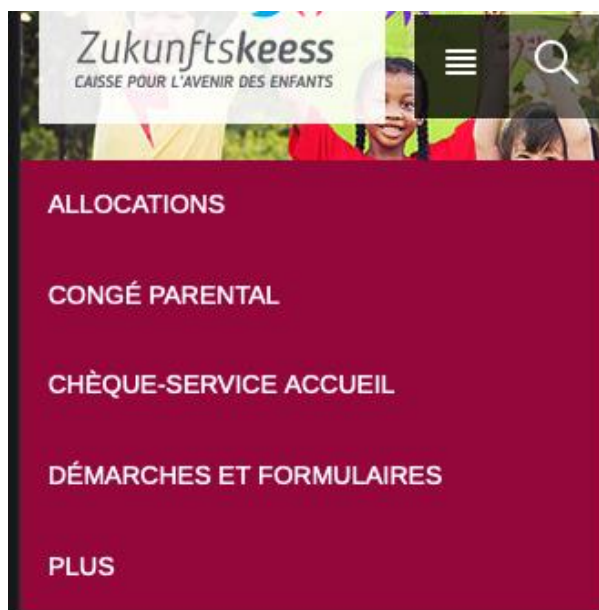 Zukunftskeess
CAISSE POUR L'AVENIR DES ENFANTS
ALLOCATIONS
CONGÉ PARENTAL
CHÈQUE-SERVICE ACCUEIL
DÉMARCHES ET FORMULAIRES
PLUS